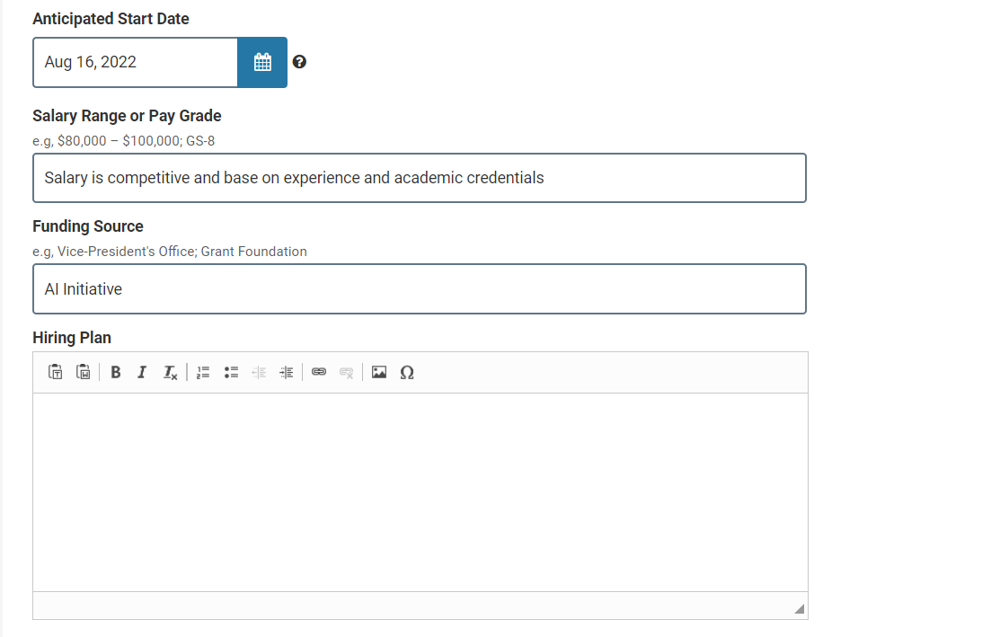 Anticipated Start Date
Aug 16, 2022
Salary Range or Pay Grade
e.g, $80,000 – $100,000; GS-8
Salary is competitive and base on experience and academic credentials
Funding Source
e.g, Vice-President's Office; Grant Foundation
AI Initiative
Hiring Plan